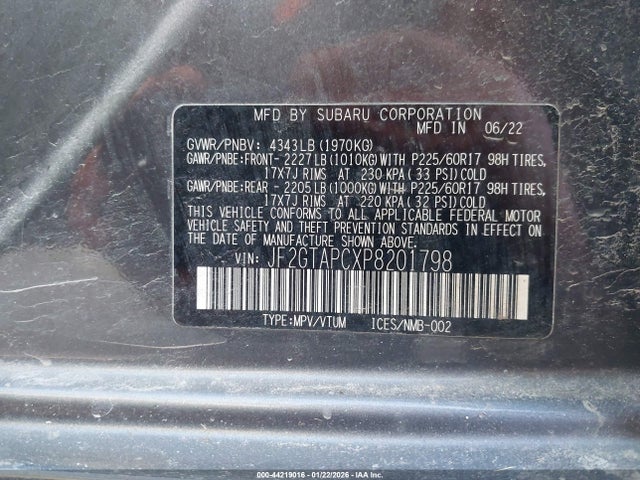 MFD BY SUBARU CORPORATION
MFD IN 06/22
GVWR/PNBV: 4343LB(1970KG)
GAWR/PNBE:FRONT- 2227LB(1010KG)WITH P225/60R17 98H TIRES,
17X7J RIMS AT 230 KPA( 33 PSI)COLD
GAWR/PNBE:REAR - 2205LB(1000KG)WITH P225/60R17 98H TIRES,
17X7J RIMS AT 220 KPA( 32 PSI)COLD
THIS VEHICLE CONFORMS TO ALL APPLICABLE FEDERAL MOTOR
VEHICLE SAFETY AND THEFT PREVENTION STANDARDS IN EFFECT ON
THE DATE OF MANUFACTURE SHOWN ABOVE.
VIN: JF2GTAPCXP8201798
TYPE:MPV/VTUM ICES/NMB-002
000-44219016 - 01/22/2026 - IAA Inc.